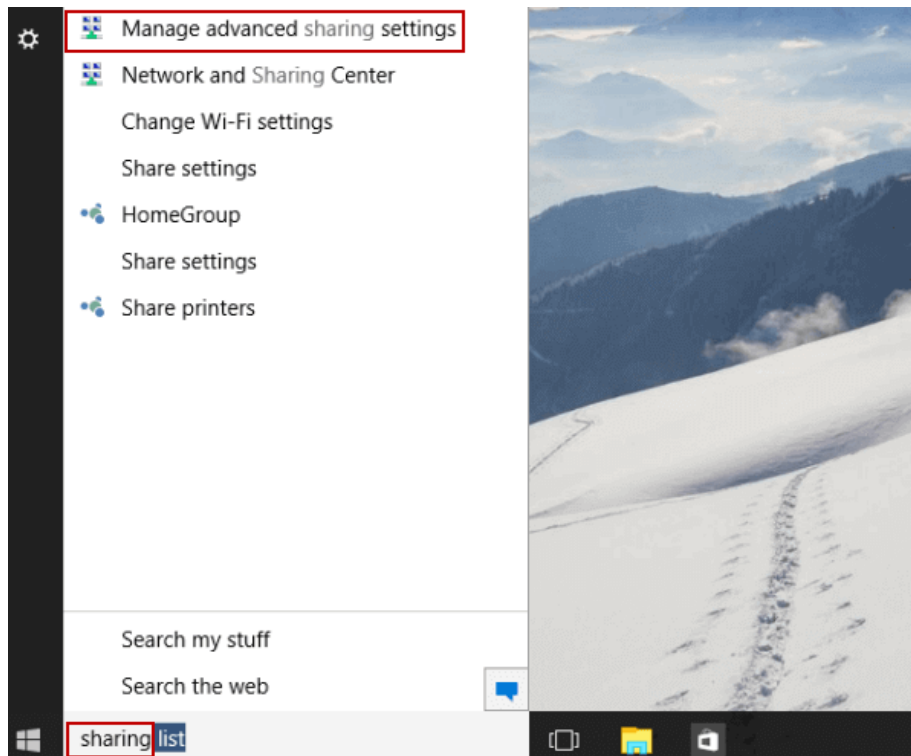 Manage advanced sharing settings
Network and Sharing Center
Change Wi-Fi settings
Share settings
HomeGroup
Share settings
Share printers
Search my stuff
Search the web
sharing list